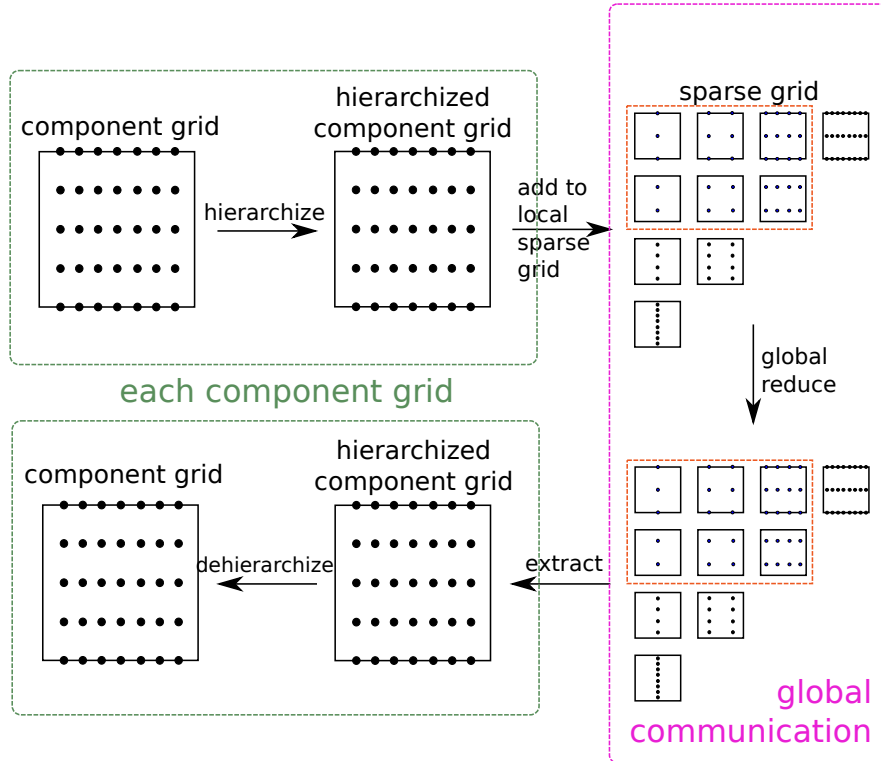 component grid
hierarchized
component grid
hierarchize
add to
local
sparse
grid
sparse grid
global
reduce
each component grid
component grid
hierarchized
component grid
dehierarchize
extract
global
communication